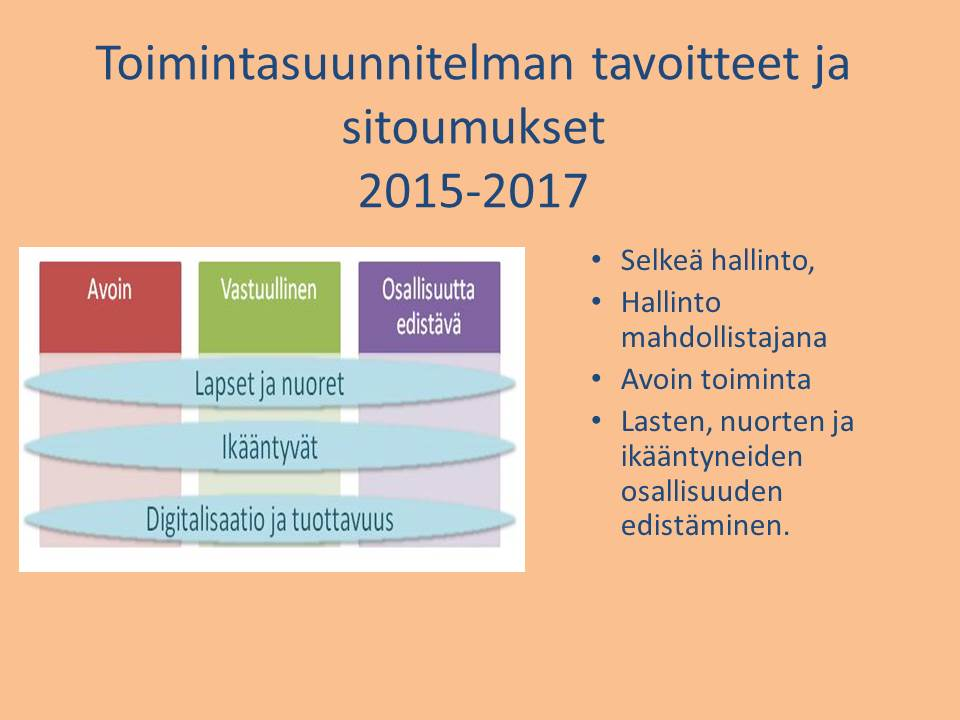 Toimintasuunnitelman tavoitteet ja
sitoumukset
2015-2017
Avoin
Vastuullinen
Osallisuutta
edistävä
Lapset ja nuoret
Ikääntyvät
Digitalisaatio ja tuottavuus
• Selkeä hallinto,
• Hallinto
mahdollistajana
• Avoin toiminta
• Lasten, nuorten ja
ikääntyneiden
osallisuuden
edistäminen.